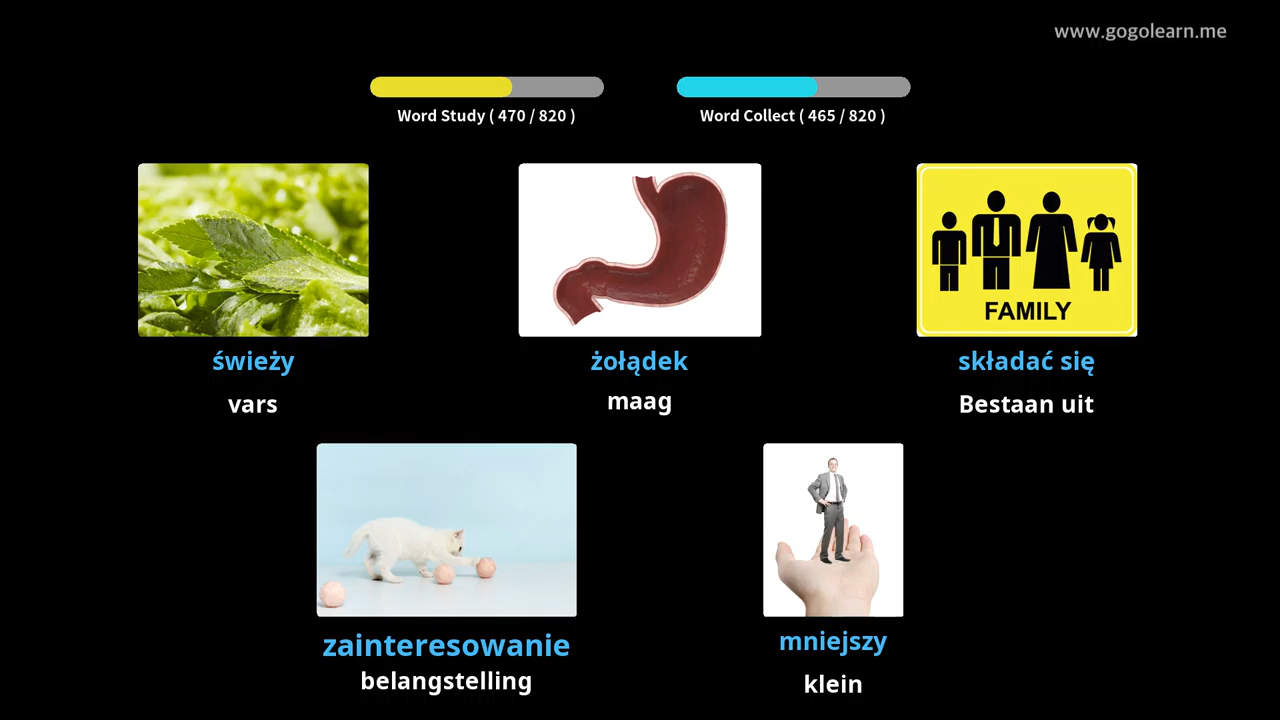 www.gogolearn.me
Word Study ( 470 / 820 )
Word Collect ( 465 / 820 )
FAMILY
świeży
żołądek
składać się
vars
maag
Bestaan uit
zainteresowanie
mniejszy
belangstelling
klein